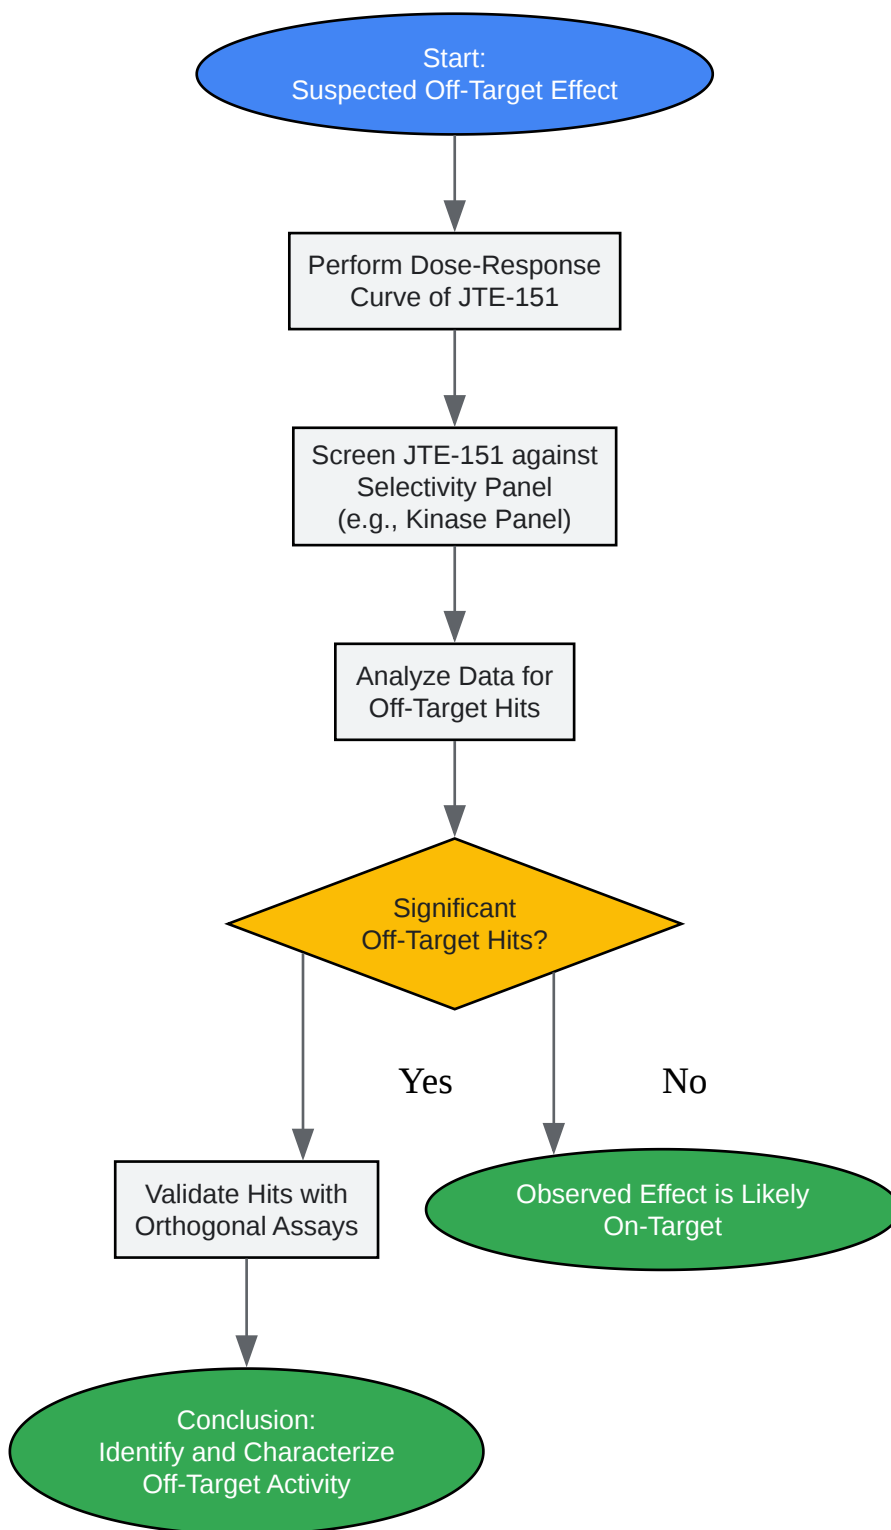 Start:
Suspected Off-Target Effect
Perform Dose-Response
Curve of JTE-151
Screen JTE-151 against
Selectivity Panel
(e.g., Kinase Panel)
Analyze Data for
Off-Target Hits
Significant
Off-Target Hits?
Yes
No
Validate Hits with
Orthogonal Assays
Observed Effect is Likely
On-Target
Conclusion:
Identify and Characterize
Off-Target Activity